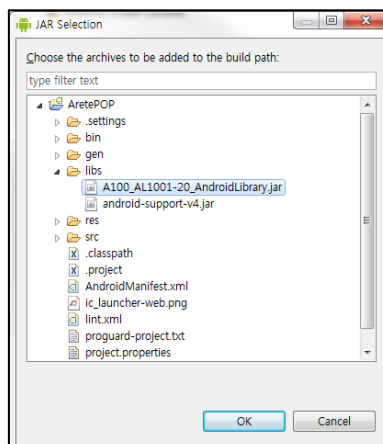 JAR Selection
Choose the archives to be added to the build path:
type filter text
AretePOP
.settings
bin
gen
libs
A100_AL1001-20_AndroidLibrary.jar
android-support-v4.jar
res
src
.classpath
.project
AndroidManifest.xml
ic_launcher-web.png
lint.xml
proguard-project.txt
project.properties
OK
Cancel